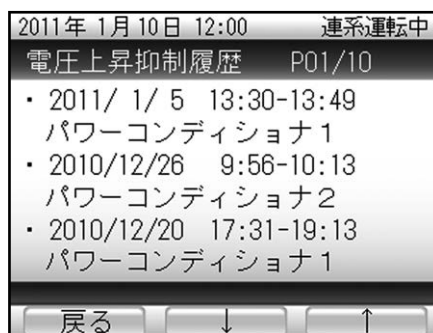 2011年 1月10日 12:00 連系運転中
電圧上昇抑制履歴 P01/10
・2011/ 1/ 5 13:30-13:49
パワーコンディショナ1
・2010/12/26 9:56-10:13
パワーコンディショナ2
・2010/12/20 17:31-19:13
パワーコンディショナ1
戻る ↓ ↑